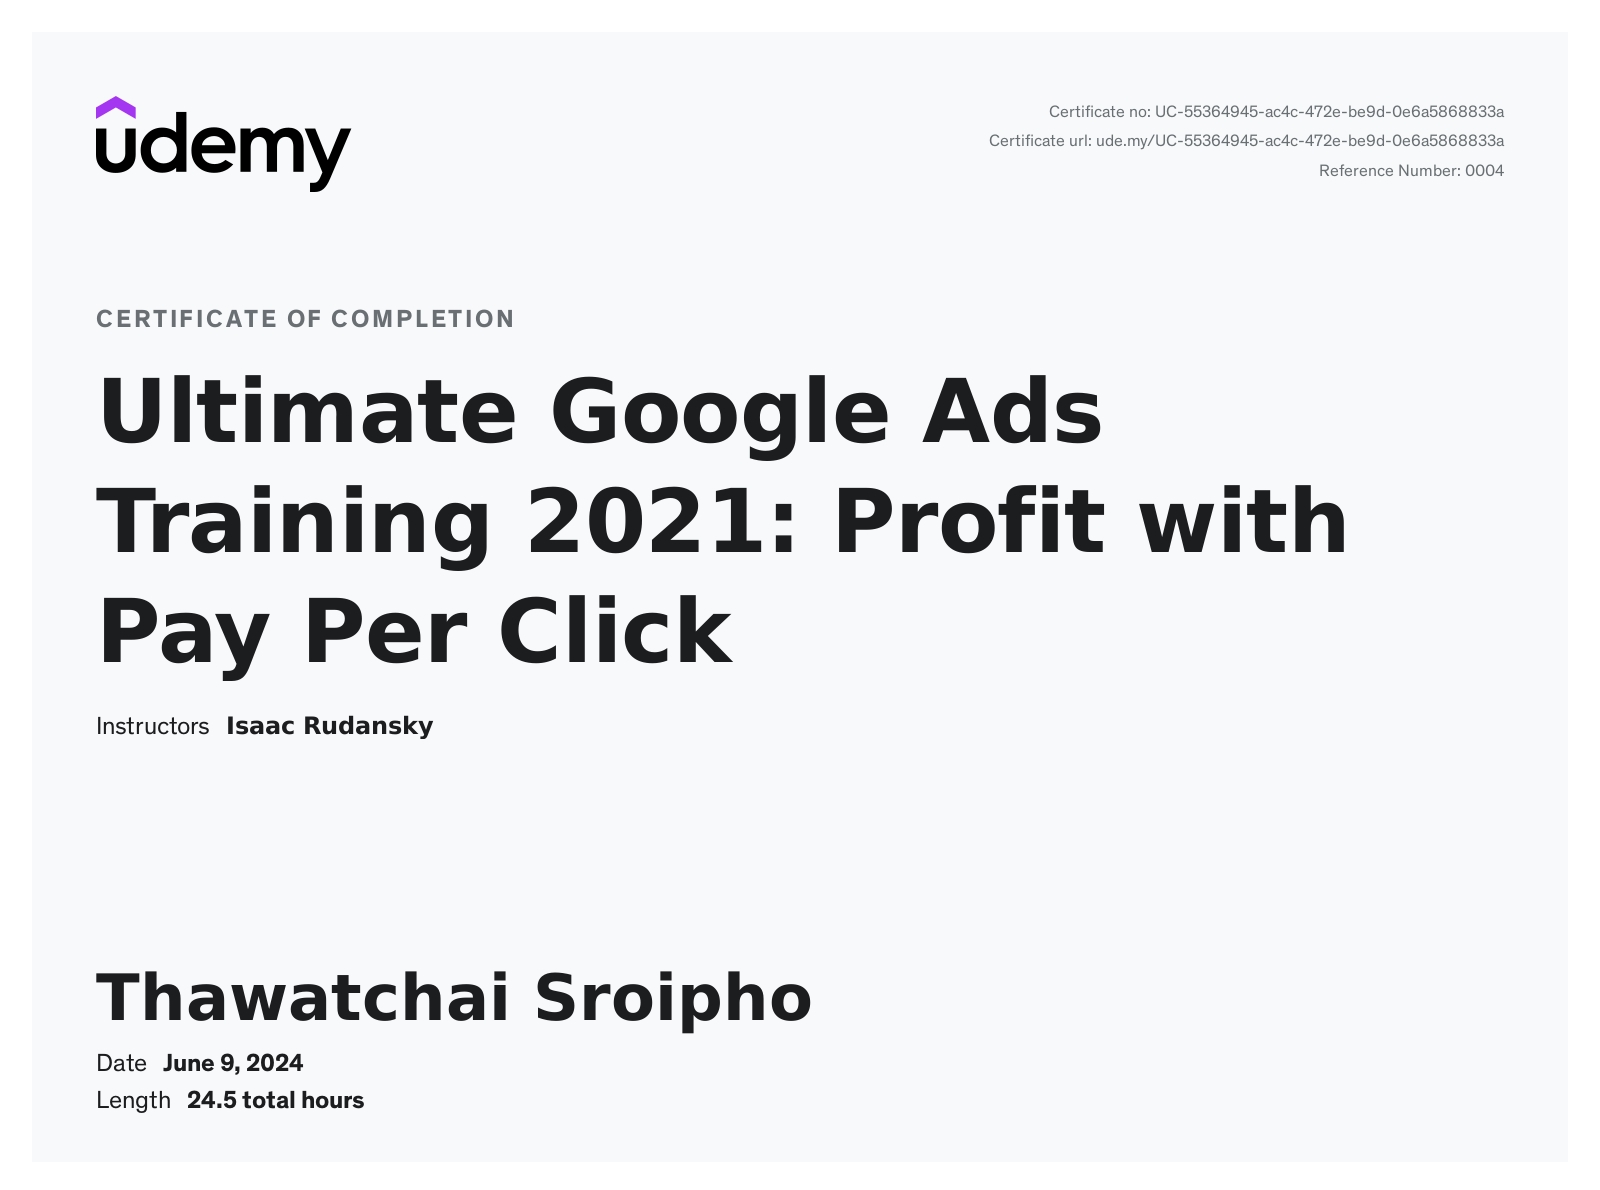 udemy
Certificate no: UC-55364945-ac4c-472e-be9d-0e6a5868833a
Certificate url: ude.my/UC-55364945-ac4c-472e-be9d-0e6a5868833a
Reference Number: 0004
CERTIFICATE OF COMPLETION
Ultimate Google Ads
Training 2021: Profit with
Pay Per Click
Instructors Isaac Rudansky
Thawatchai Sroipho
Date June 9, 2024
Length 24.5 total hours